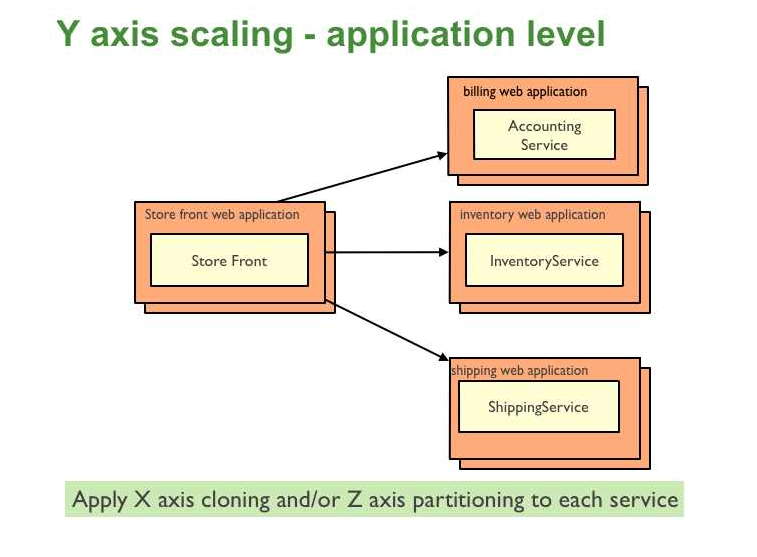 Y axis scaling - application level
billing web application
Accounting
Service
Store front web application
Store Front
inventory web application
InventoryService
shipping web application
ShippingService
Apply X axis cloning and/or Z axis partitioning to each service